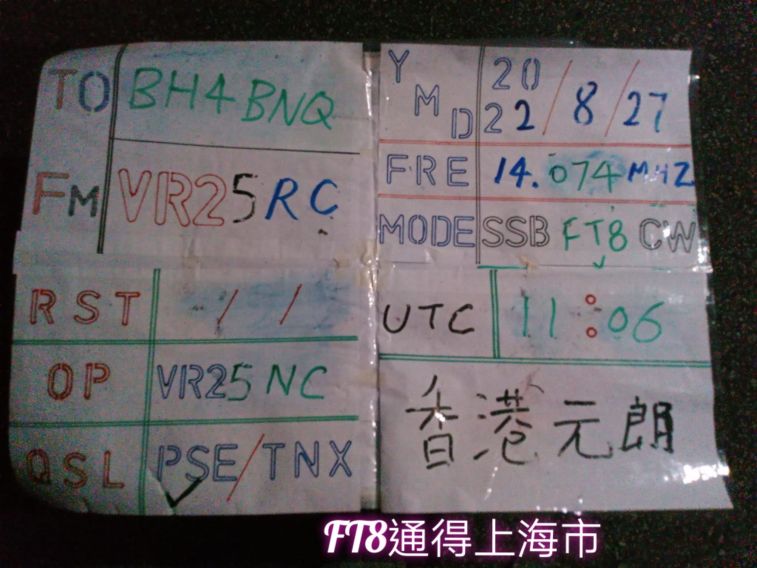 TO BH4BNQ
FM VR25RC
RST / /
OP VR25NC
QSL PSE/TNX
YMD 2022/8/27
FRE 14.074 MHZ
MODE SSB FT8 CW
UTC 11:06
香港元朗
FT8通得上海市